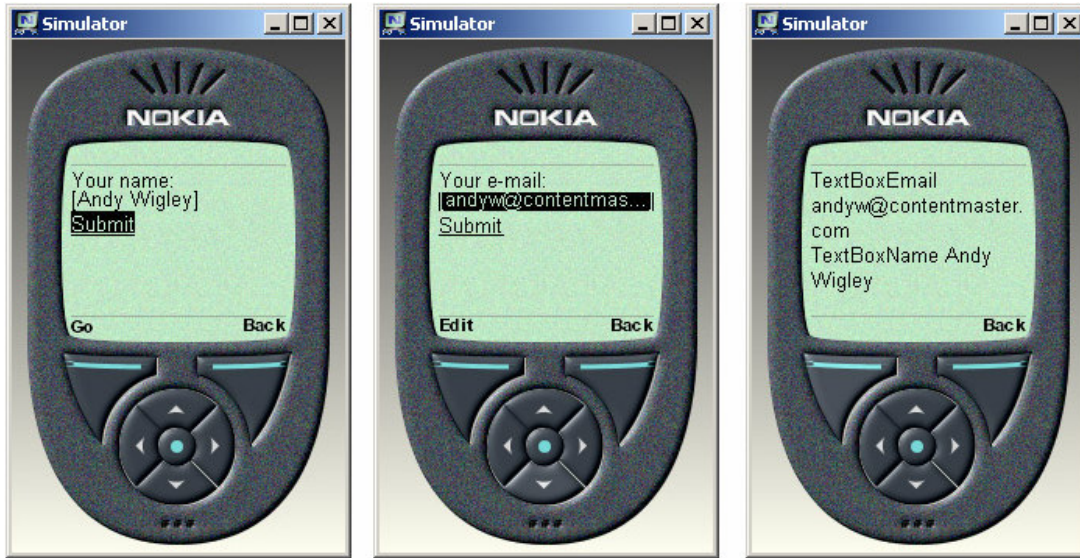 Simulator
NOKIA
Your name:
[Andy Wigley]
Submit
Go Back
Simulator
NOKIA
Your e-mail:
[andyw@contentmas...]
Submit
Edit Back
Simulator
NOKIA
TextBoxEmail
andyw@contentmaster.
com
TextBoxName Andy
Wigley
Back